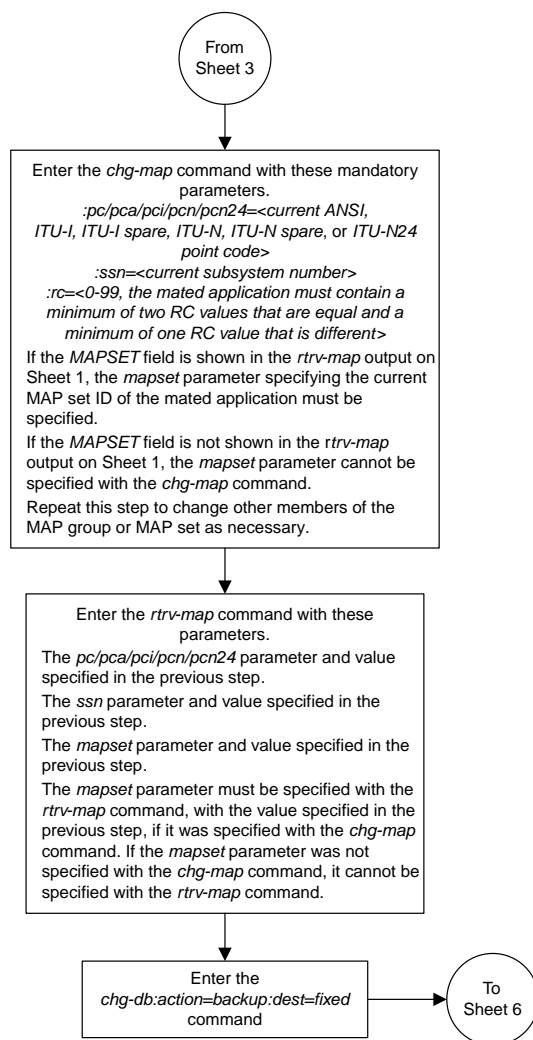 From
Sheet 3
Enter the chg-map command with these mandatory
parameters.
:pc/pca/pci/pcn/pcn24=<current ANSI,
ITU-I, ITU-I spare, ITU-N, ITU-N spare, or ITU-N24
point code>
:ssn=<current subsystem number>
:rc=<0-99, the mated application must contain a
minimum of two RC values that are equal and a
minimum of one RC value that is different>
If the MAPSET field is shown in the rtrv-map output on
Sheet 1, the mapset parameter specifying the current
MAP set ID of the mated application must be
specified.
If the MAPSET field is not shown in the rtrv-map
output on Sheet 1, the mapset parameter cannot be
specified with the chg-map command.
Repeat this step to change other members of the
MAP group or MAP set as necessary.
Enter the rtrv-map command with these
parameters.
The pc/pca/pci/pcn/pcn24 parameter and value
specified in the previous step.
The ssn parameter and value specified in the
previous step.
The mapset parameter and value specified in the
previous step.
The mapset parameter must be specified with the
rtrv-map command, with the value specified in the
previous step, if it was specified with the chg-map
command. If the mapset parameter was not
specified with the chg-map command, it cannot be
specified with the rtrv-map command.
Enter the
chg-db:action=backup:dest=fixed
command
To
Sheet 6